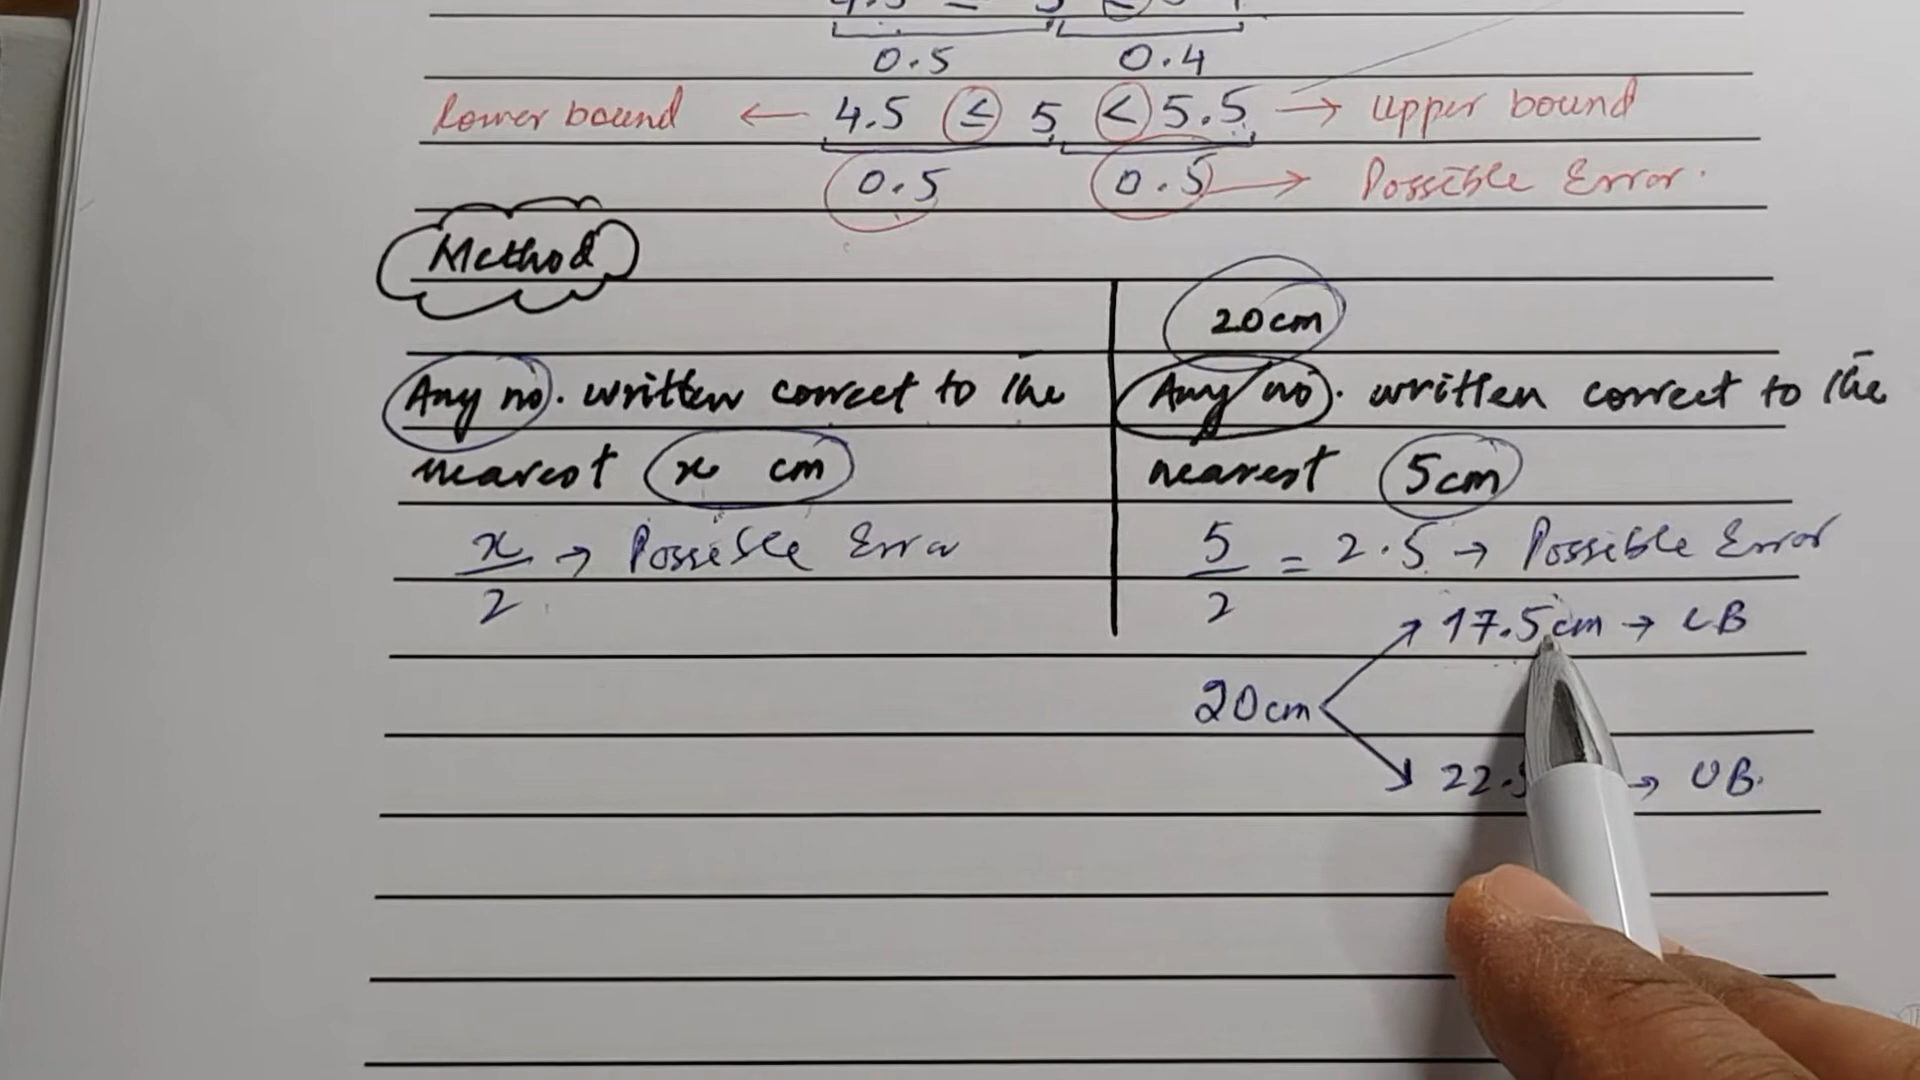 0.5 0.4
Lower bound ← 4.5 ≤ 5 < 5.5 → upper bound
0.5 0.5 → Possible Error.
Method
20cm
Any no. written correct to the
nearest x cm
x/2 → Possible Error
Any no. written correct to the
nearest 5cm
5/2 = 2.5 → Possible Error
17.5cm → LB
20cm
→ UB.